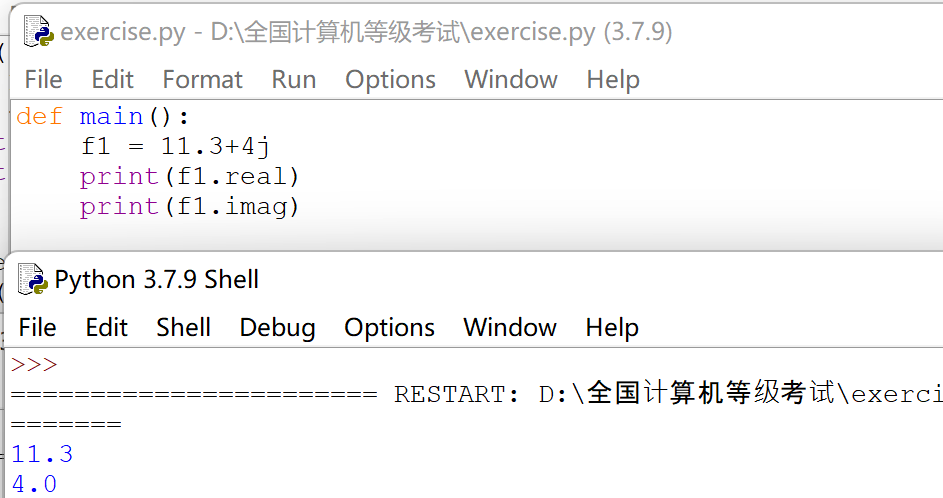 exercise.py - D:\全国计算机等级考试\exercise.py (3.7.9)
File Edit Format Run Options Window Help
def main():
    f1 = 11.3+4j
    print(f1.real)
    print(f1.imag)
Python 3.7.9 Shell
File Edit Shell Debug Options Window Help
>>>
======================= RESTART: D:\全国计算机等级考试\exerci
=======
11.3
4.0